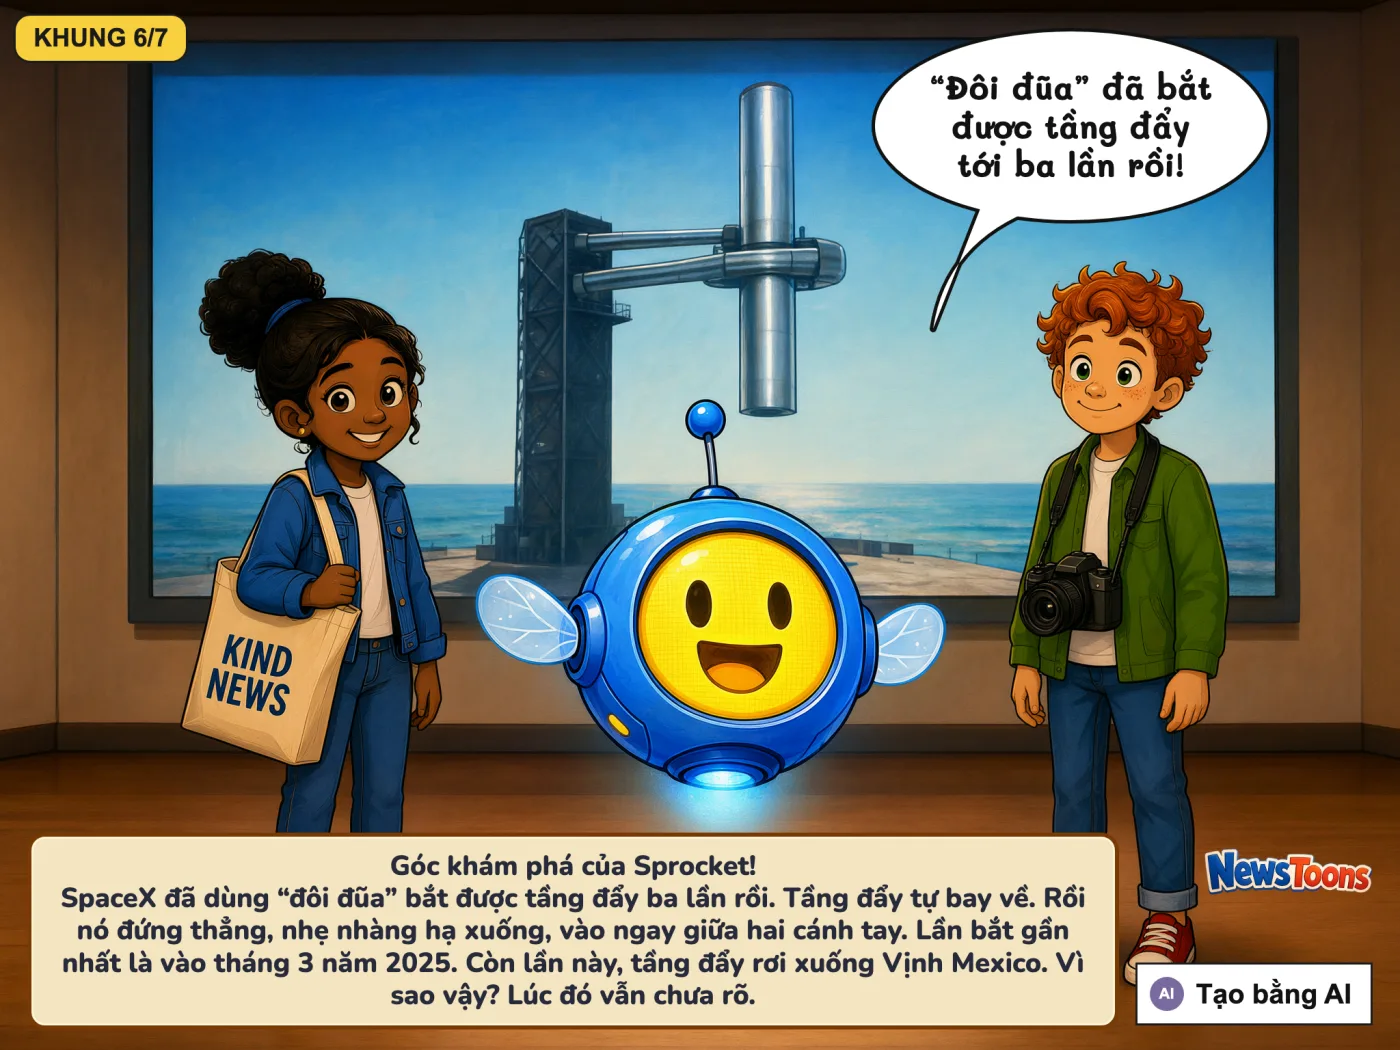 KHUNG 6/7
“Đôi đũa” đã bắt
được tầng đẩy
tới ba lần rồi!
KIND
NEWS
Góc khám phá của Sprocket!
SpaceX đã dùng “đôi đũa” bắt được tầng đẩy ba lần rồi. Tầng đẩy tự bay về. Rồi
nó đứng thẳng, nhẹ nhàng hạ xuống, vào ngay giữa hai cánh tay. Lần bắt gần
nhất là vào tháng 3 năm 2025. Còn lần này, tầng đẩy rơi xuống Vịnh Mexico. Vì
sao vậy? Lúc đó vẫn chưa rõ.
NewsToons
AI Tạo bằng AI